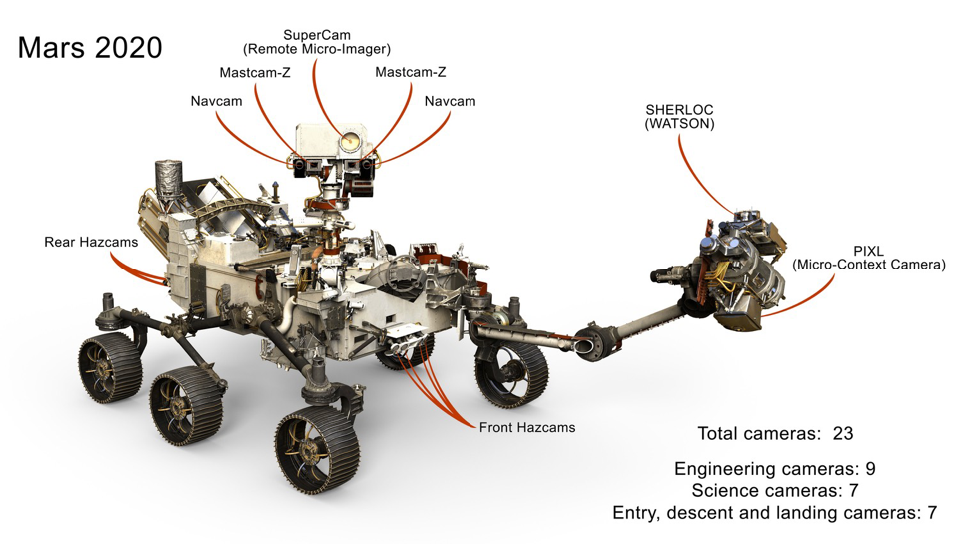 Mars 2020
SuperCam
(Remote Micro-Imager)
Mastcam-Z
Mastcam-Z
Navcam
Navcam
SHERLOC
(WATSON)
Rear Hazcams
PIXL
(Micro-Context Camera)
Front Hazcams
Total cameras: 23
Engineering cameras: 9
Science cameras: 7
Entry, descent and landing cameras: 7